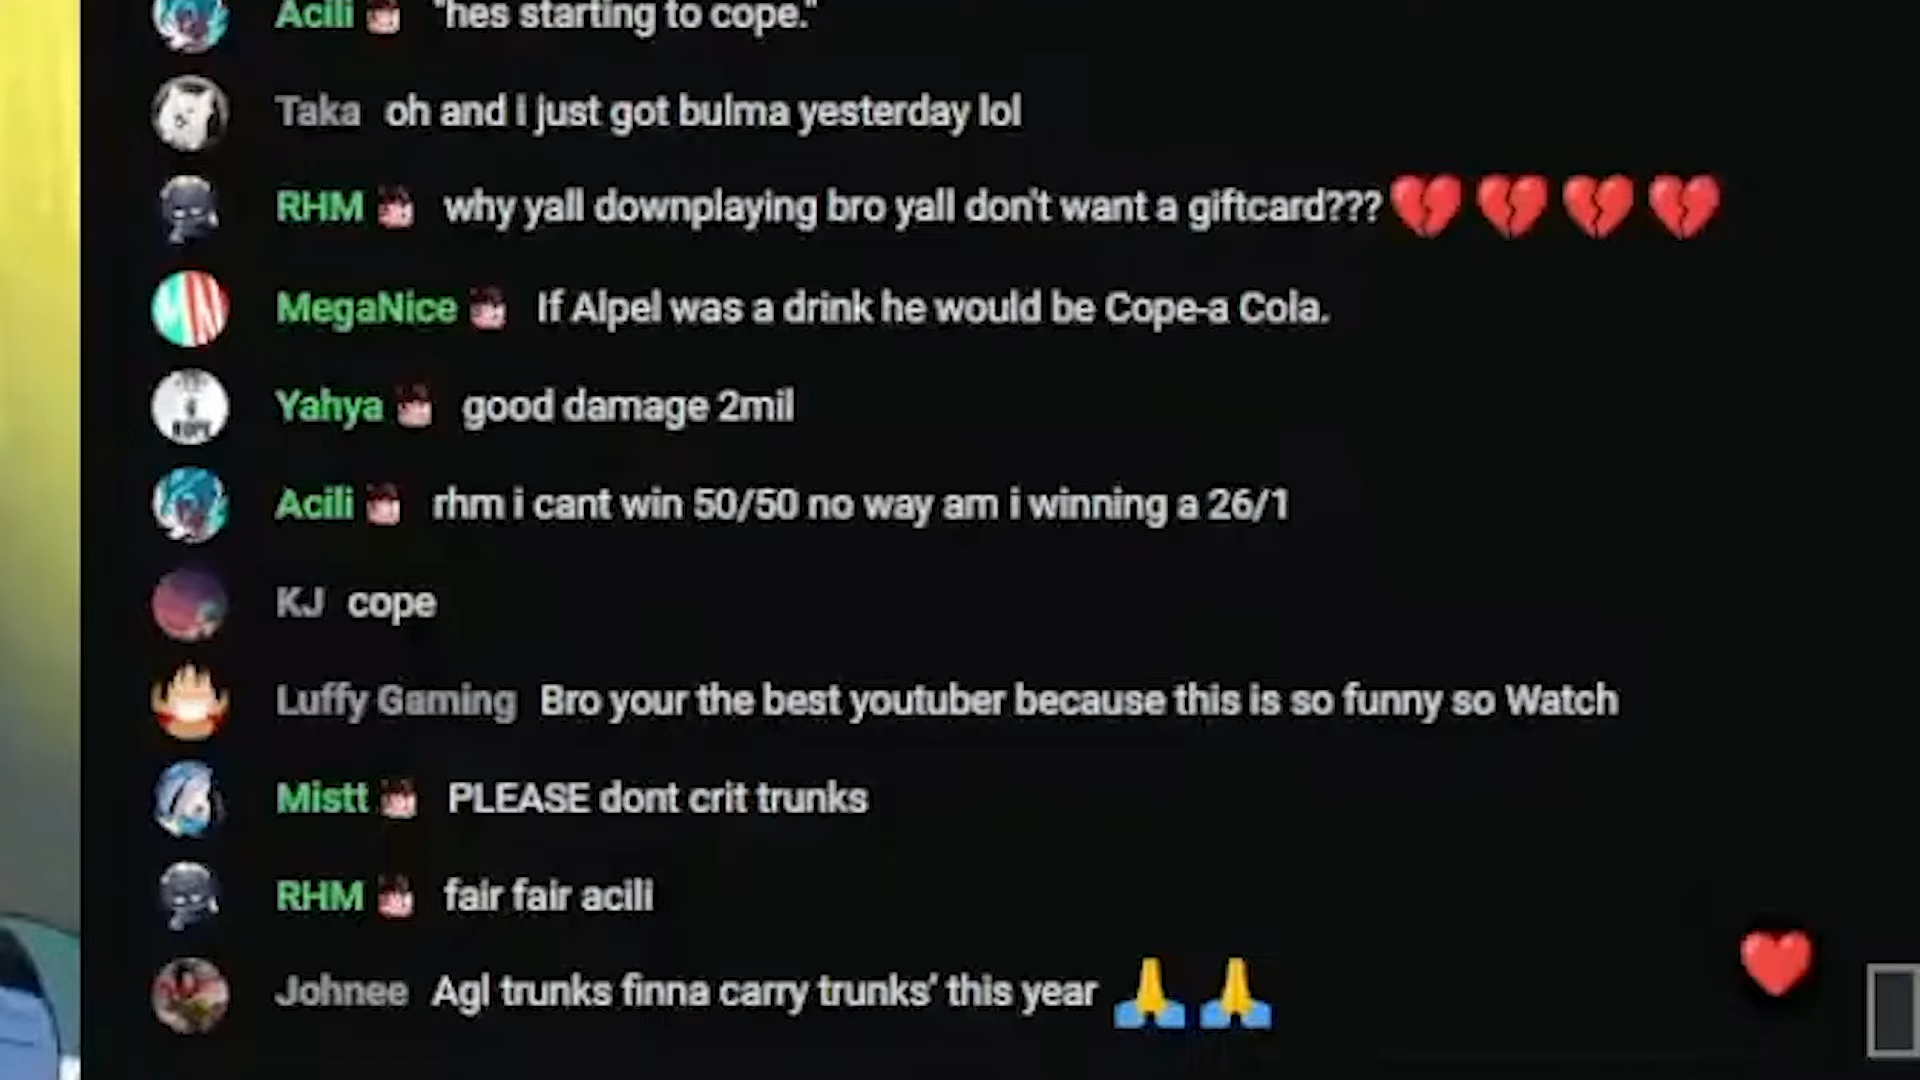 Acili "hes starting to cope."
Taka oh and i just got bulma yesterday lol
RHM why yall downplaying bro yall don't want a giftcard???💔💔💔💔
MegaNice If Alpel was a drink he would be Cope-a Cola.
Yahya good damage 2mil
Acili rhm i cant win 50/50 no way am i winning a 26/1
KJ cope
Luffy Gaming Bro your the best youtuber because this is so funny so Watch
Mistt PLEASE dont crit trunks
RHM fair fair acili
Johnee Agl trunks finna carry trunks’ this year 🙏🙏